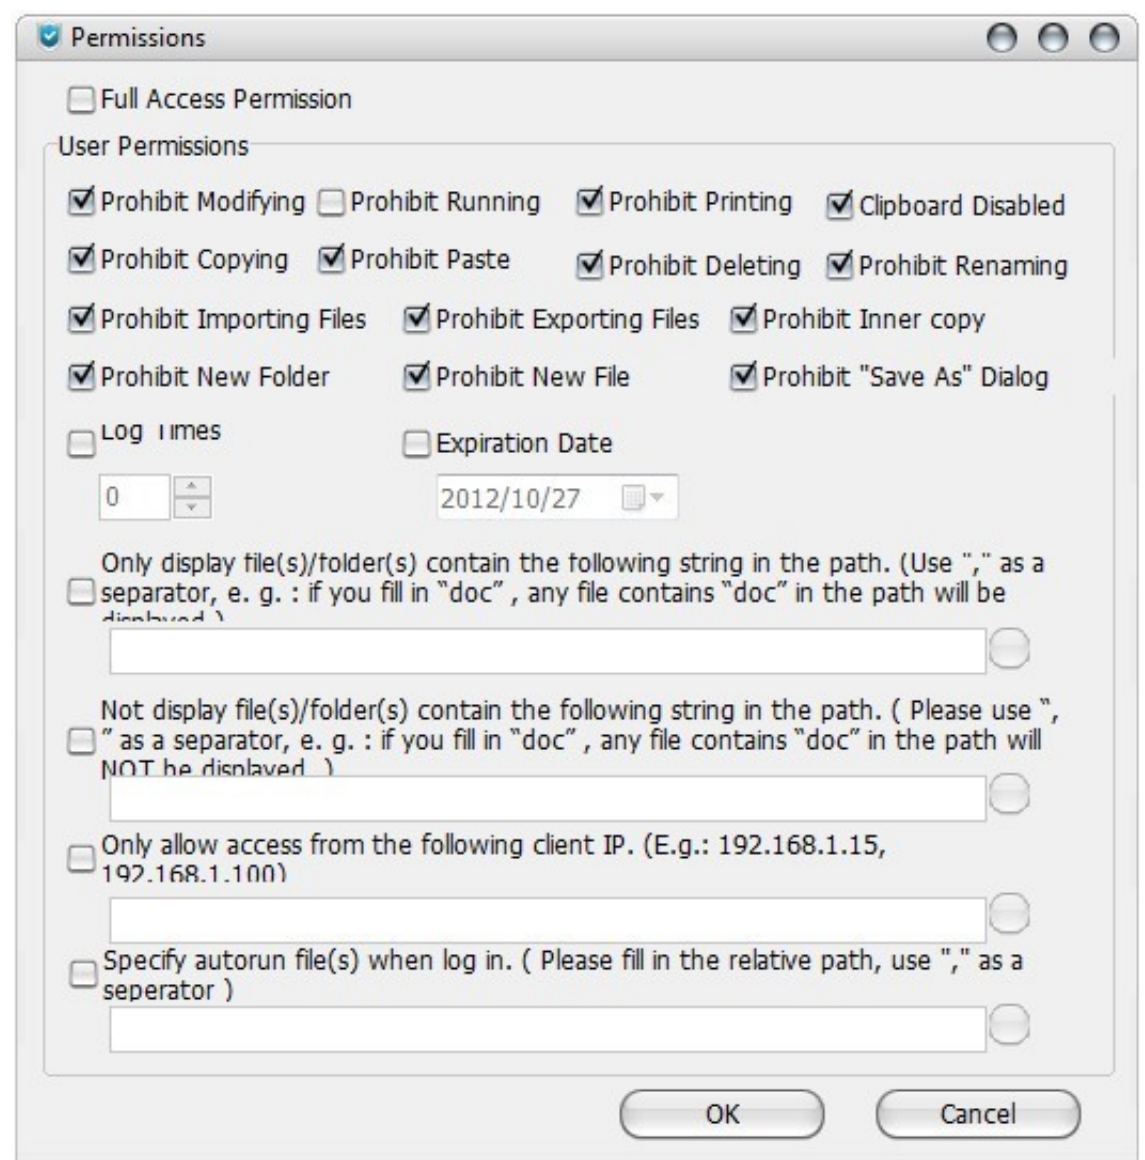 Permissions
Full Access Permission
User Permissions
Prohibit Modifying Prohibit Running Prohibit Printing Clipboard Disabled
Prohibit Copying Prohibit Paste Prohibit Deleting Prohibit Renaming
Prohibit Importing Files Prohibit Exporting Files Prohibit Inner copy
Prohibit New Folder Prohibit New File Prohibit "Save As" Dialog
Log Times Expiration Date
0 2012/10/27
Only display file(s)/folder(s) contain the following string in the path. (Use "," as a
separator, e. g. : if you fill in “doc” , any file contains “doc” in the path will be
displayed )
Not display file(s)/folder(s) contain the following string in the path. ( Please use “,
” as a separator, e. g. : if you fill in “doc” , any file contains “doc” in the path will
NOT be displayed. )
Only allow access from the following client IP. (E.g.: 192.168.1.15,
192.168.1.100)
Specify autorun file(s) when log in. ( Please fill in the relative path, use "," as a
seperator )
OK Cancel